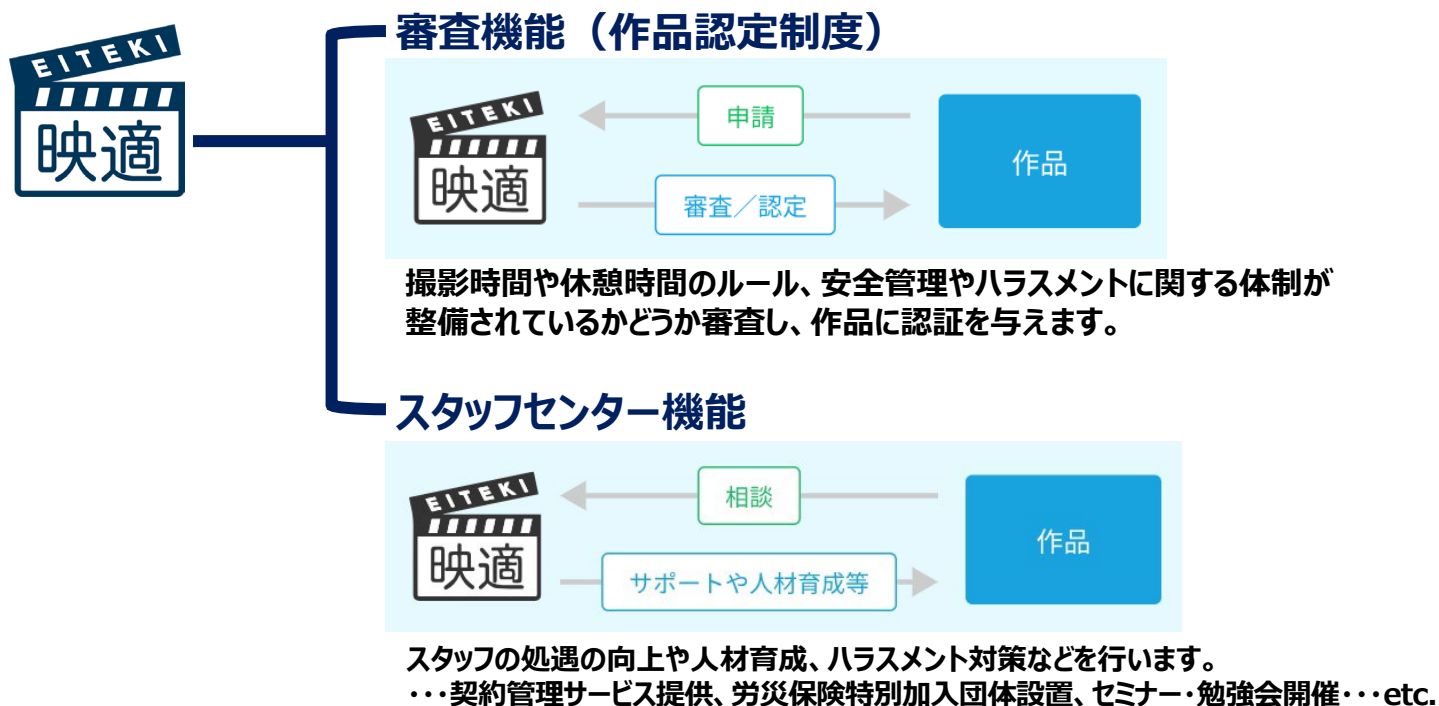 EITEKI
映適
審査機能（作品認定制度）
EITEKI
映適
申請
審査／認定
作品
撮影時間や休憩時間のルール、安全管理やハラスメントに関する体制が
整備されているかどうか審査し、作品に認証を与えます。
スタッフセンター機能
EITEKI
映適
相談
サポートや人材育成等
作品
スタッフの処遇の向上や人材育成、ハラスメント対策などを行います。
・・・契約管理サービス提供、労災保険特別加入団体設置、セミナー・勉強会開催・・・etc.